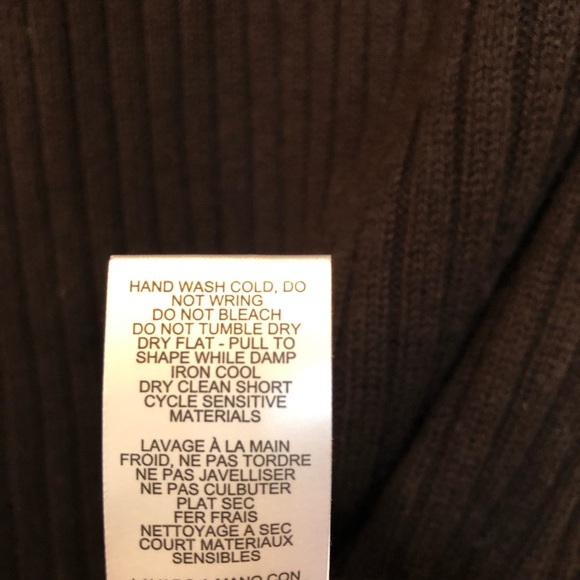 HAND WASH COLD, DO
NOT WRING
DO NOT BLEACH
DO NOT TUMBLE DRY
DRY FLAT - PULL TO
SHAPE WHILE DAMP
IRON COOL
DRY CLEAN SHORT
CYCLE SENSITIVE
MATERIALS
LAVAGE À LA MAIN
FROID, NE PAS TORDRE
NE PAS JAVELLISER
NE PAS CULBUTER
PLAT SEC
FER FRAIS
NETTOYAGE A SEC
COURT MATERIAUX
SENSIBLES
A MANO CON